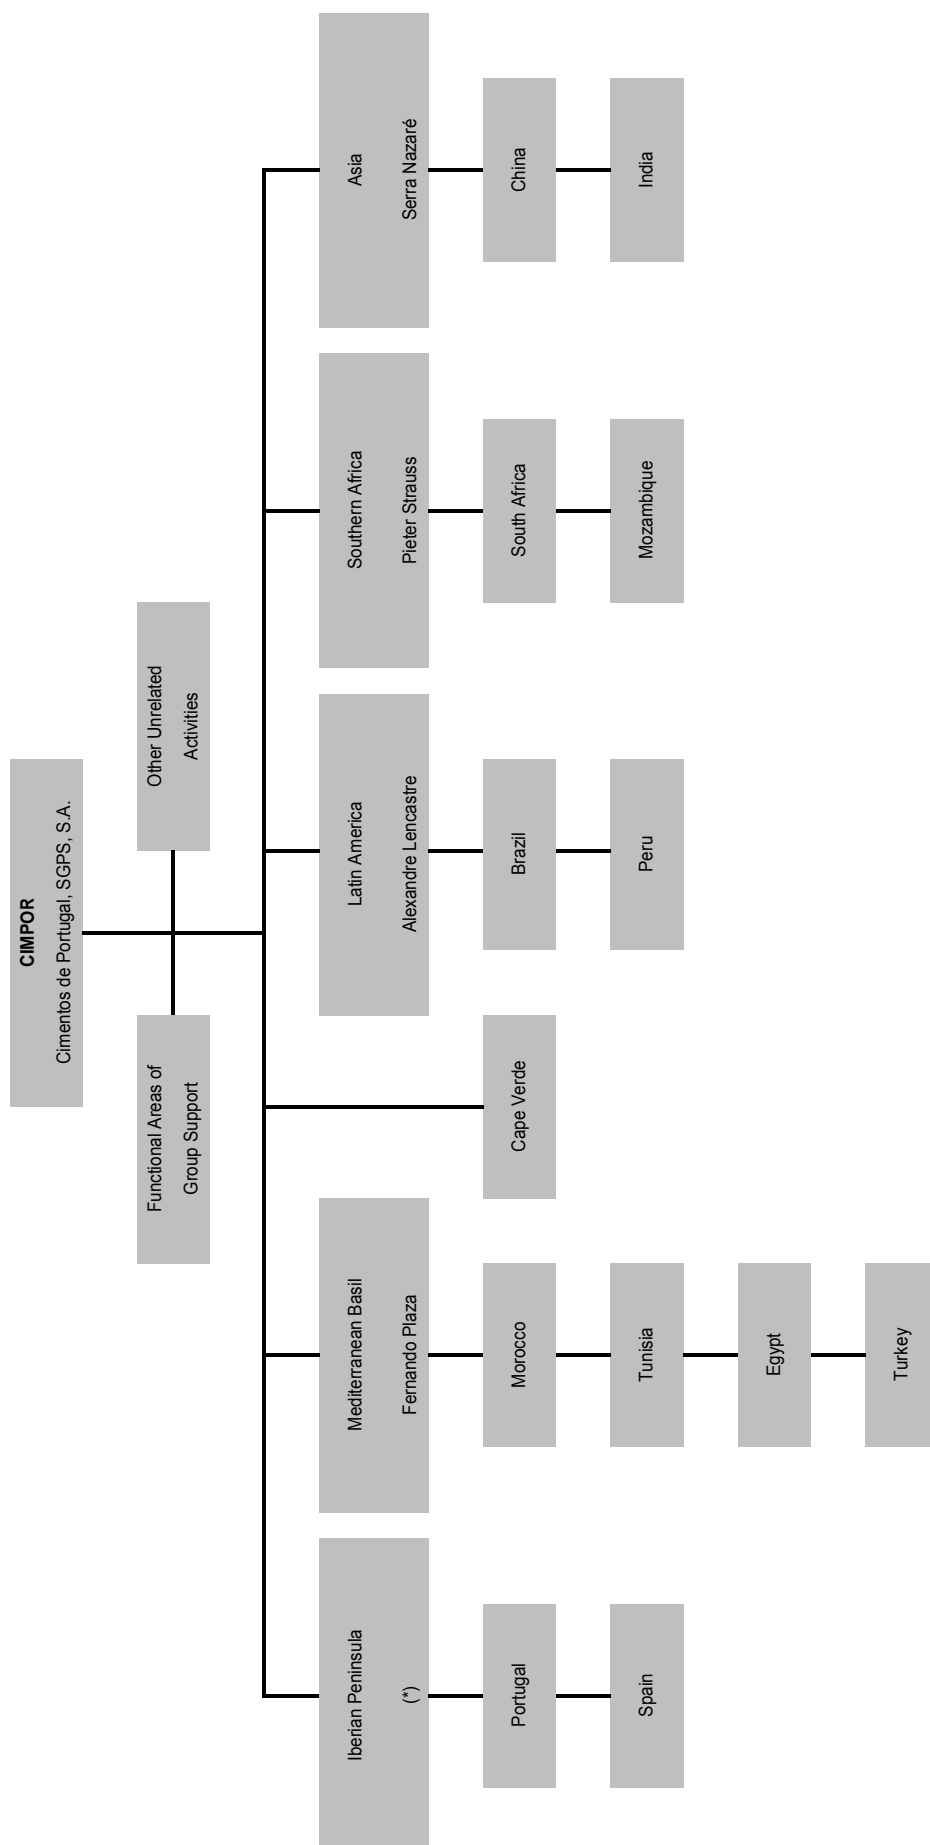 CIMPOR
Cimentos de Portugal, SGPS, S.A.
Functional Areas of
Group Support
Other Unrelated
Activities
Iberian Peninsula
(*)
Portugal
Spain
Mediterranean Basil
Fernando Plaza
Morocco
Tunisia
Egypt
Turkey
Cape Verde
Latin America
Alexandre Lencastre
Brazil
Peru
Southern Africa
Pieter Strauss
South Africa
Mozambique
Asia
Serra Nazaré
China
India